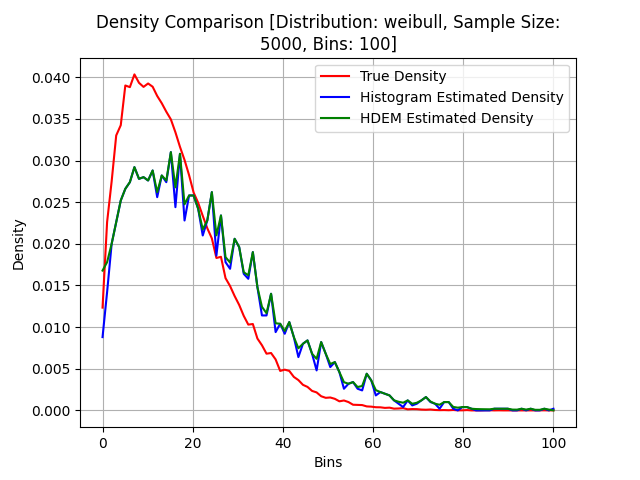 Density Comparison [Distribution: weibull, Sample Size:
5000, Bins: 100]
True Density
Histogram Estimated Density
HDEM Estimated Density
Density
0.040
0.035
0.030
0.025
0.020
0.015
0.010
0.005
0.000
0 20 40 60 80 100
Bins